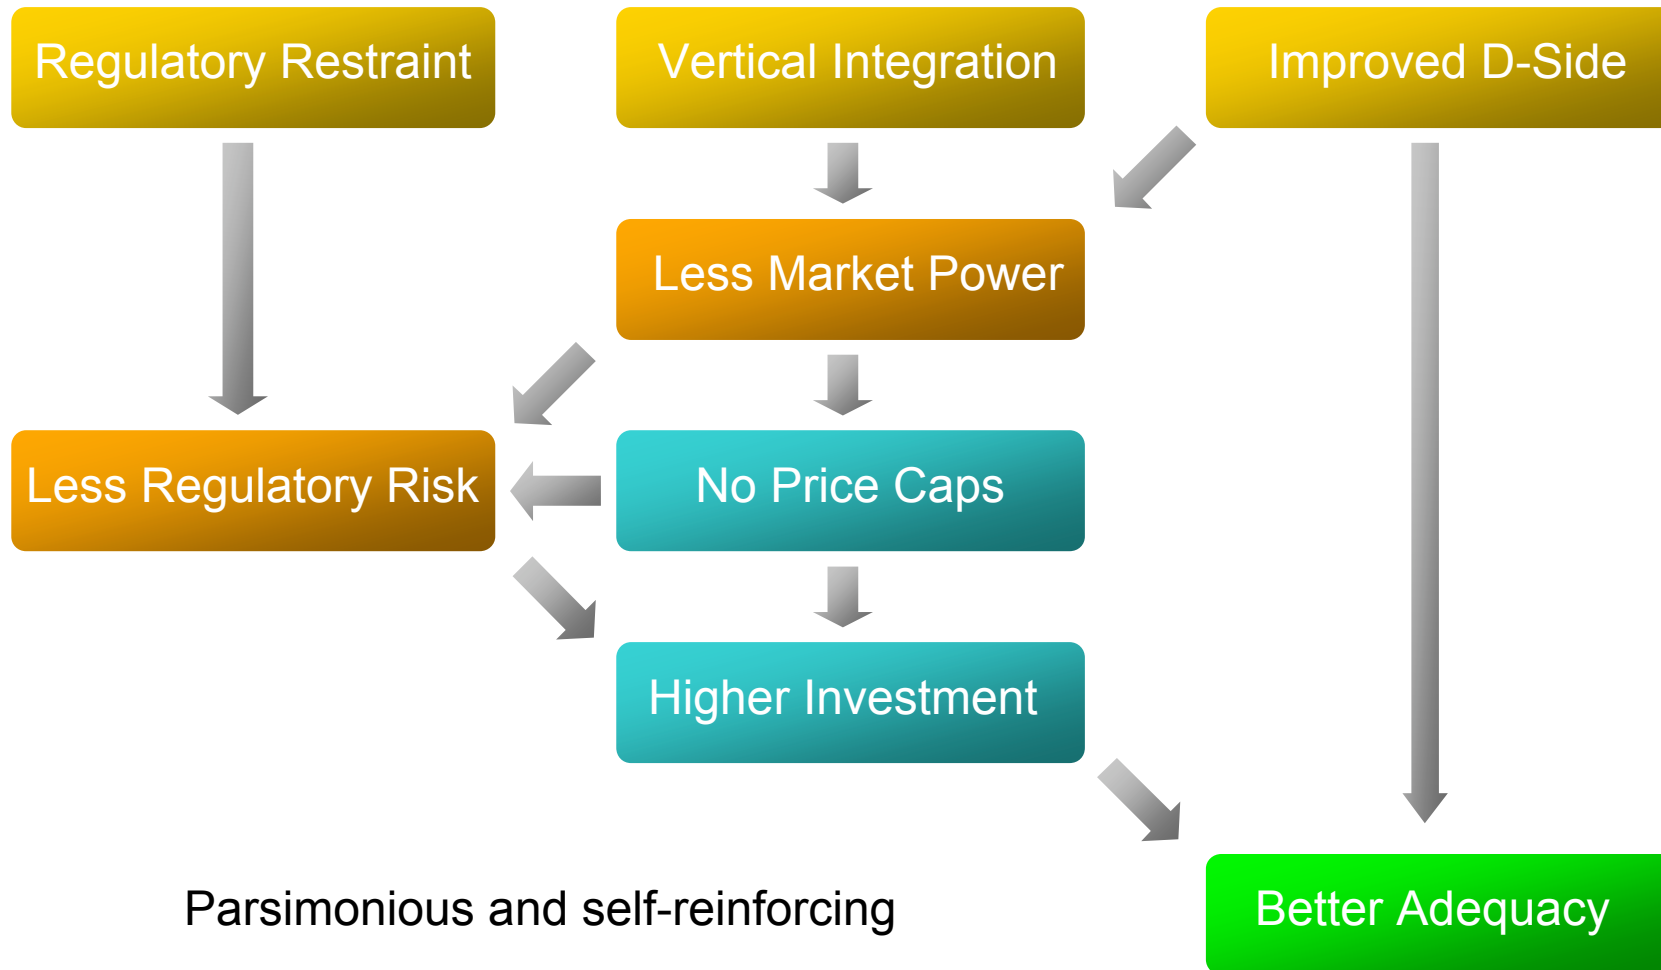 Regulatory Restraint
Vertical Integration
Improved D-Side
Less Market Power
Less Regulatory Risk
No Price Caps
Higher Investment
Parsimonious and self-reinforcing
Better Adequacy